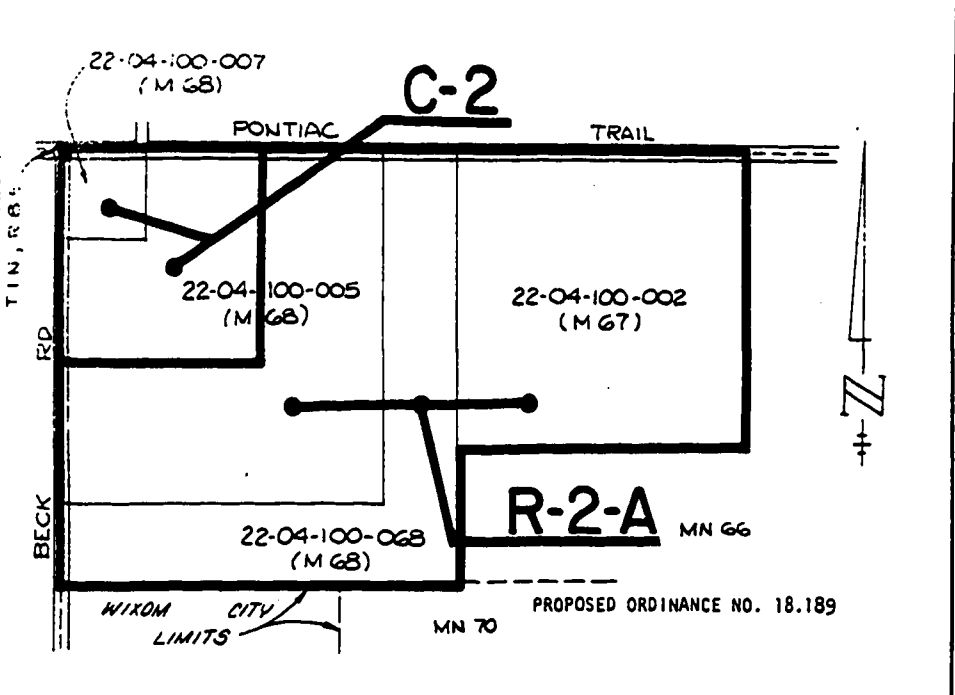 22-04-100-007
(M 68)
C-2
PONTIAC TRAIL
22-04-100-005
(M 68)
22-04-100-002
(M 67)
RD
BECK
N
R-2-A
MN 66
22-04-100-068
(M 68)
PROPOSED ORDINANCE NO. 18.189
WIXOM CITY
LIMITS
MN 70